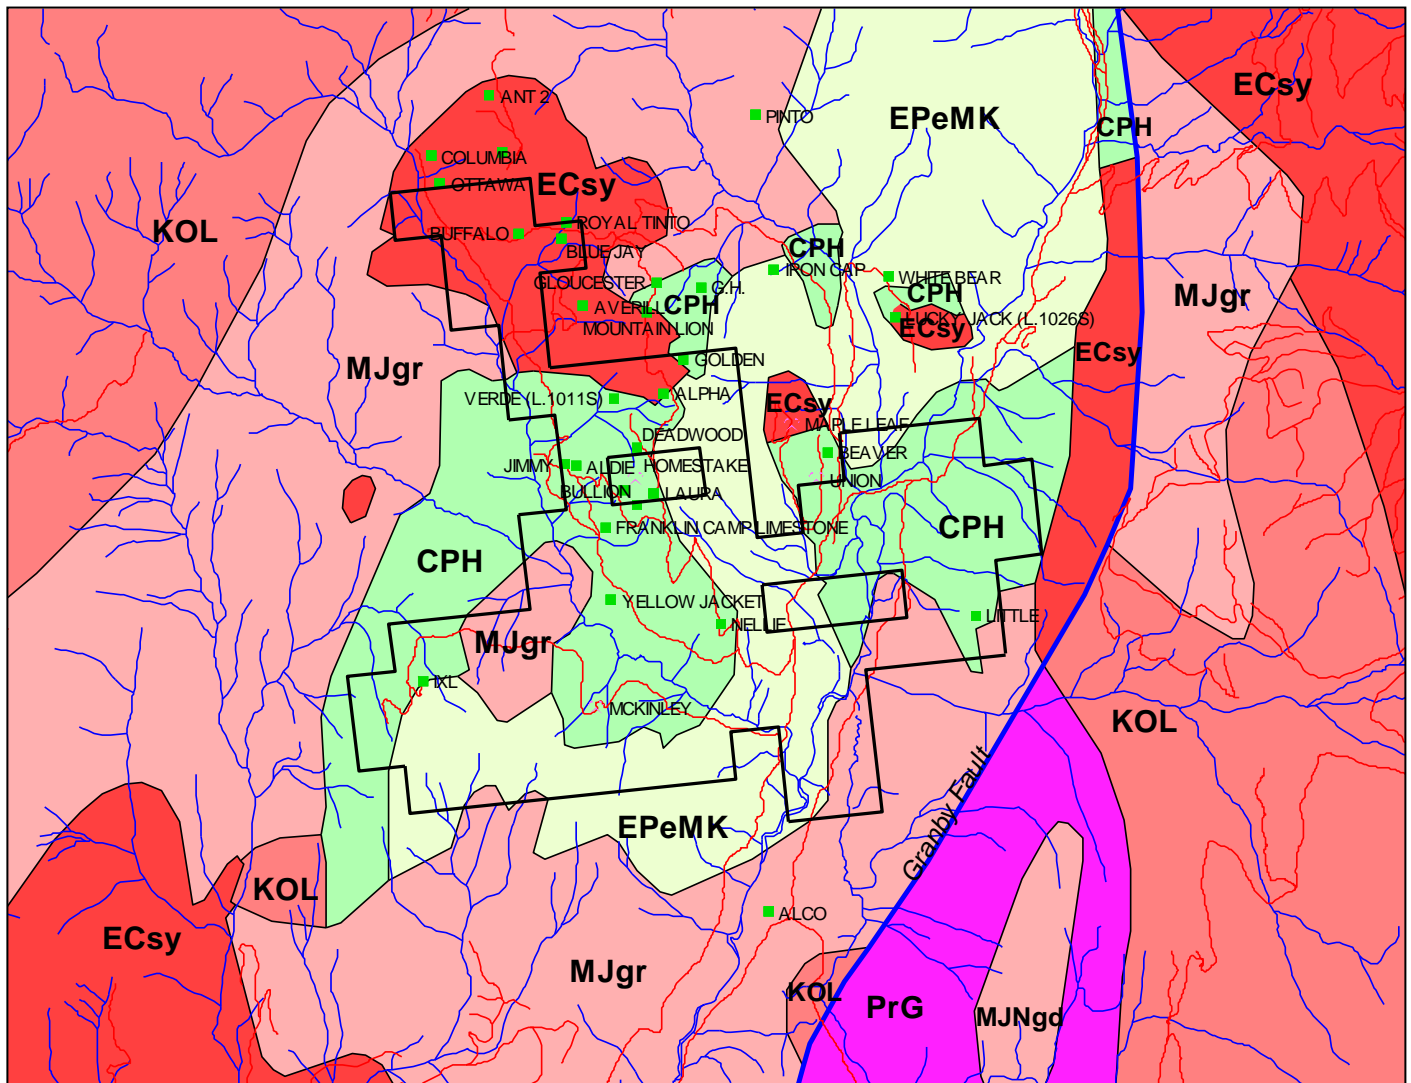 ECsy
ANT 2
PINTO
EPeMK
CPH
COLUMBIA
OTTAWA
ECsy
KOL
ROYAL TINTO
BUFFALO
BLUE JAY
CPH
IRON CAP
WHITE BEAR
GLOUCESTER
G.H.
CPH
MJgr
AVERILL
CPH
LUCKY JACK (L.1026S)
MOUNTAIN LION
ECsy
ECsy
GOLDEN
MJgr
VERDE (L.1011S)
ALPHA
ECsy
MAPLE LEAF
DEADWOOD
BEAVER
JIMMY
ALDIE
HOMESTAKE
BULLION
LAURA
UNION
FRANKLIN CAMP LIMESTONE
CPH
CPH
YELLOW JACKET
NELLIE
LITTLE
MJgr
IXL
MCKINLEY
KOL
Granby Fault
EPeMK
KOL
ALCO
ECsy
MJgr
KOL
PrG
MJNgd